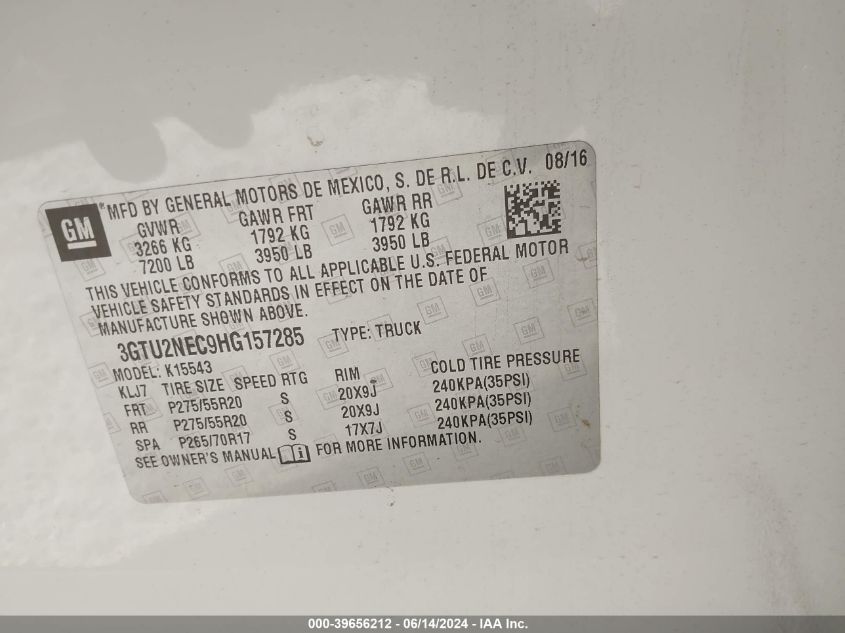 GM
*MFD BY GENERAL MOTORS DE MEXICO, S. DE R.L. DE C.V. 08/16
GVWR GAWR FRT GAWR RR
3266 KG 1792 KG 1792 KG
7200 LB 3950 LB 3950 LB
THIS VEHICLE CONFORMS TO ALL APPLICABLE U.S. FEDERAL MOTOR
VEHICLE SAFETY STANDARDS IN EFFECT ON THE DATE OF
MANUFACTURE SHOWN ABOVE.
3GTU2NEC9HG157285 TYPE: TRUCK
MODEL: K15543
KLJ7 TIRE SIZE SPEED RTG RIM COLD TIRE PRESSURE
FRT P275/55R20 S 20X9J 240KPA(35PSI)
RR P275/55R20 S 20X9J 240KPA(35PSI)
SPA P265/70R17 S 17X7J 240KPA(35PSI)
SEE OWNER'S MANUAL FOR MORE INFORMATION.
000-39656212 - 06/14/2024 - IAA Inc.